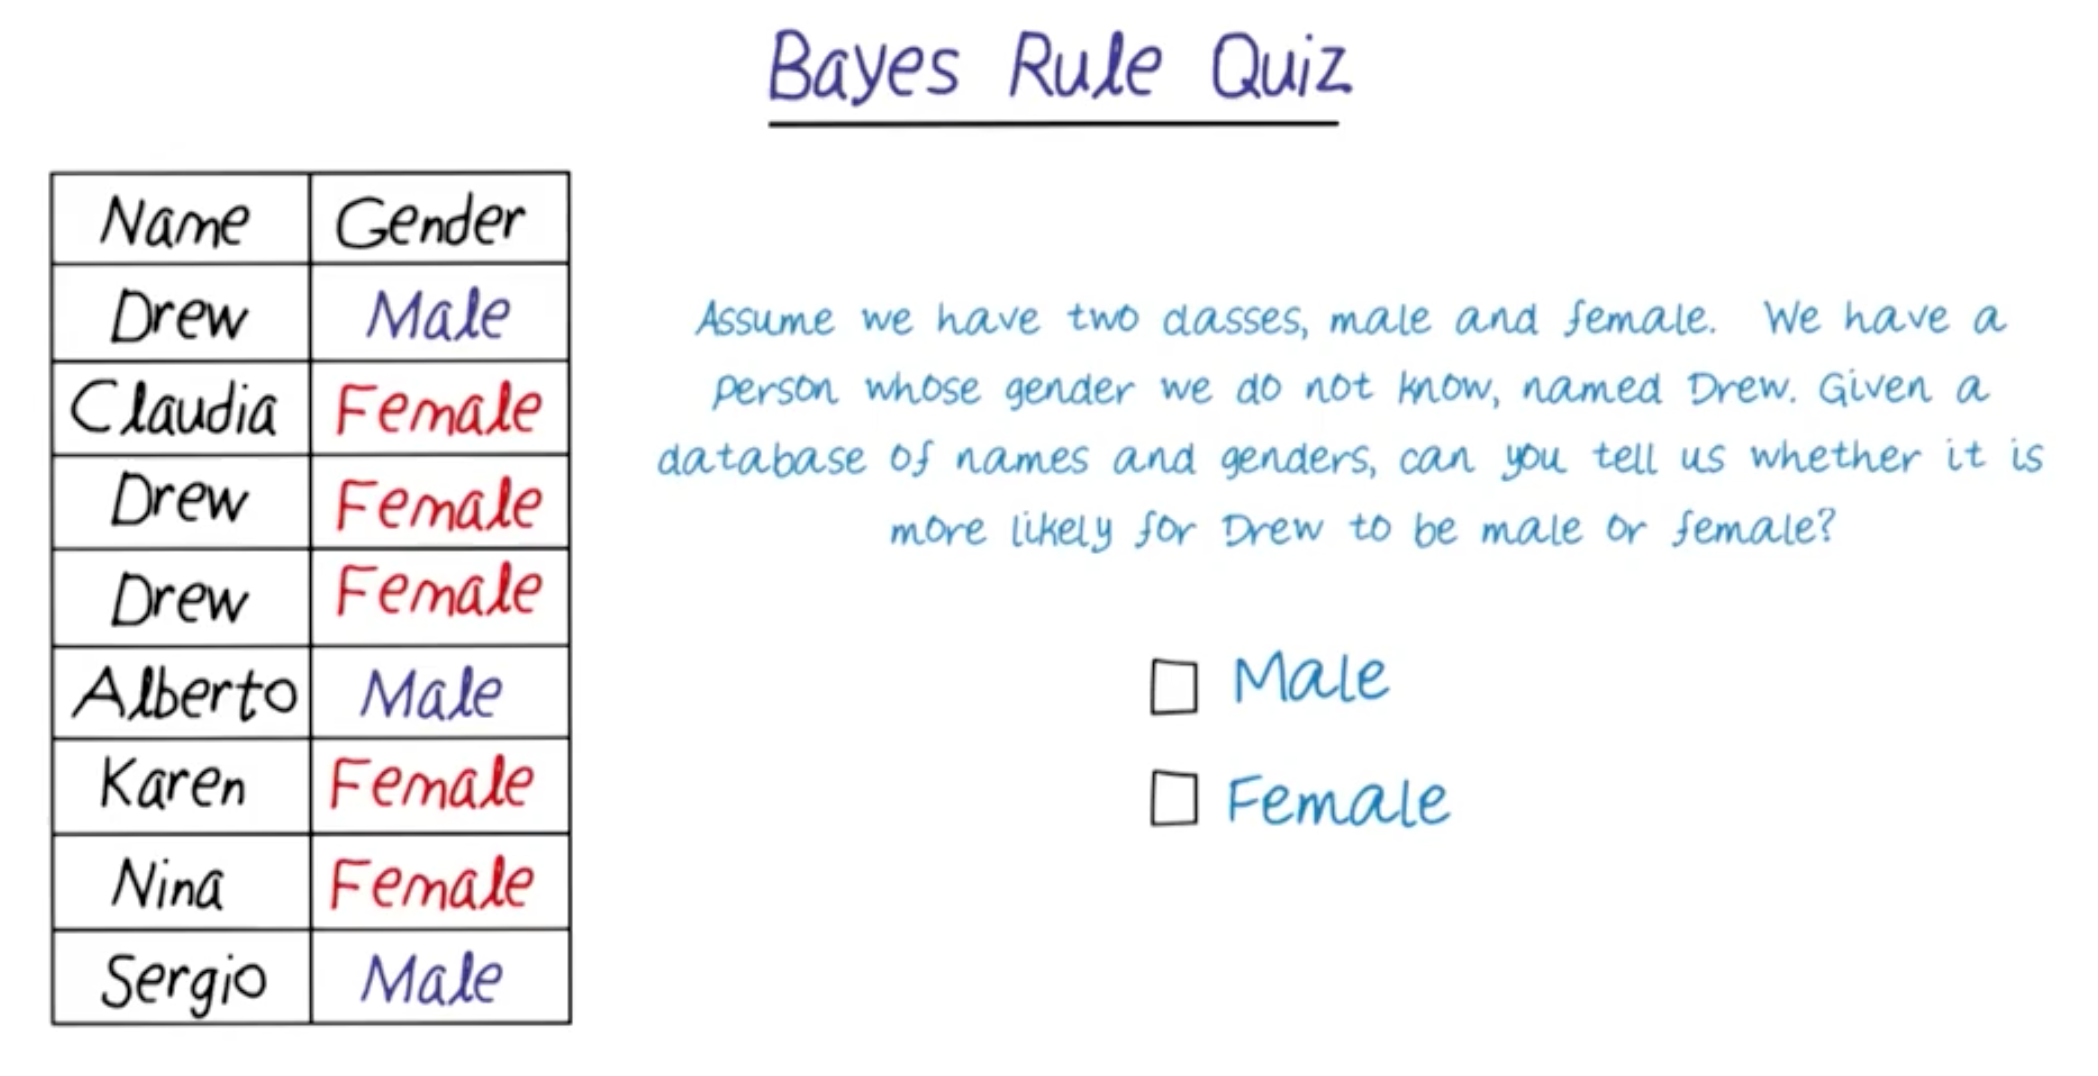 Bayes Rule Quiz
Name Gender
Drew Male
Claudia Female
Drew Female
Drew Female
Alberto Male
Karen Female
Nina Female
Sergio Male
Assume we have two classes, male and female. We have a
person whose gender we do not know, named Drew. Given a
database of names and genders, can you tell us whether it is
more likely for Drew to be male or female?
Male
Female